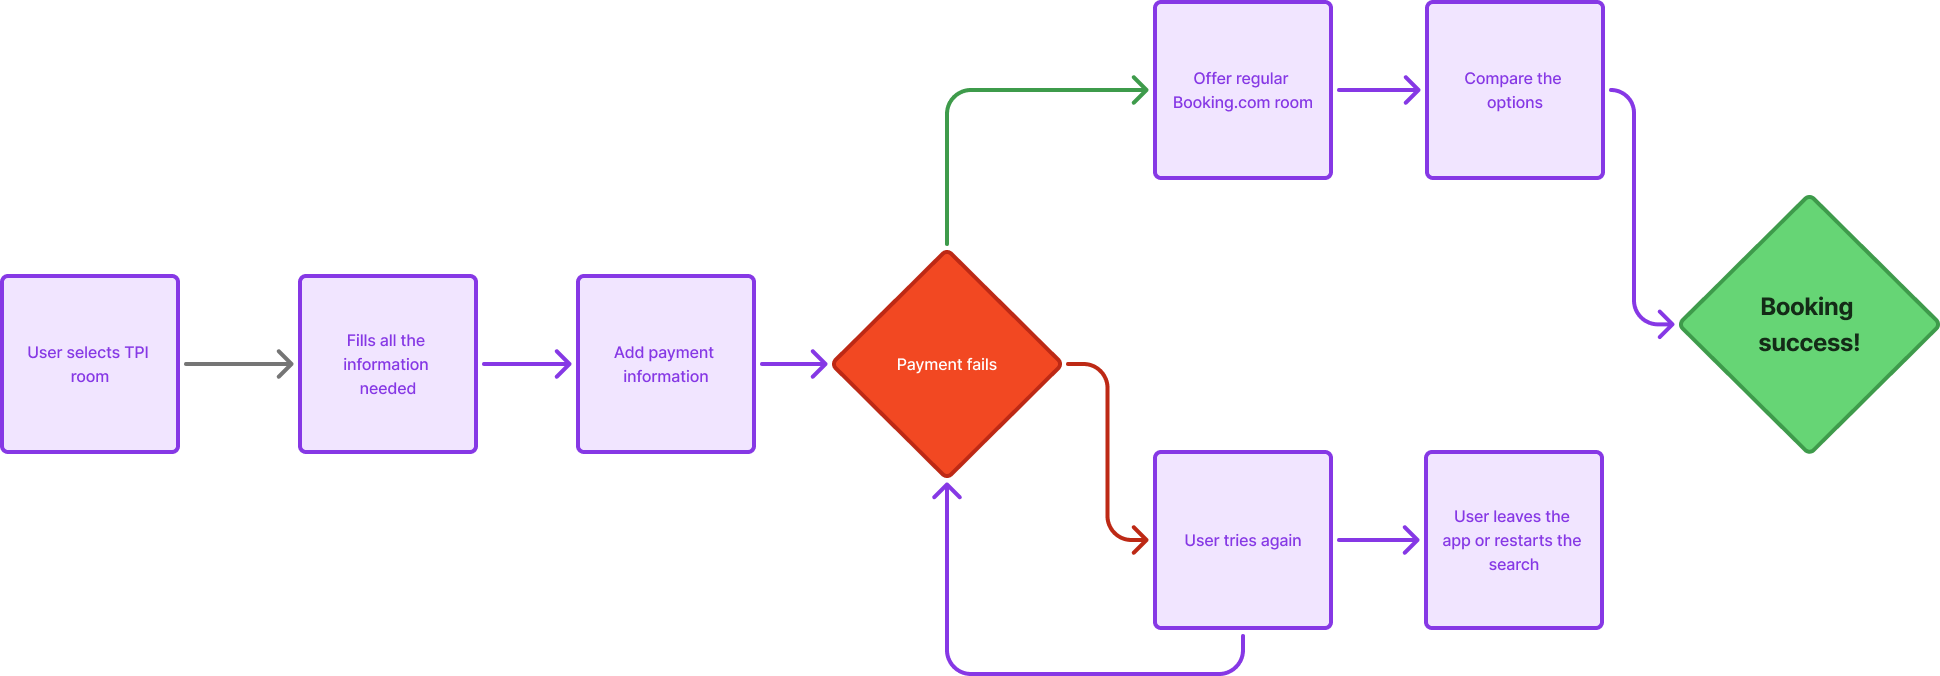 User selects TPI
room
Fills all the
information
needed
Add payment
information
Payment fails
Offer regular
Booking.com room
Compare the
options
Booking
success!
User tries again
User leaves the
app or restarts the
search